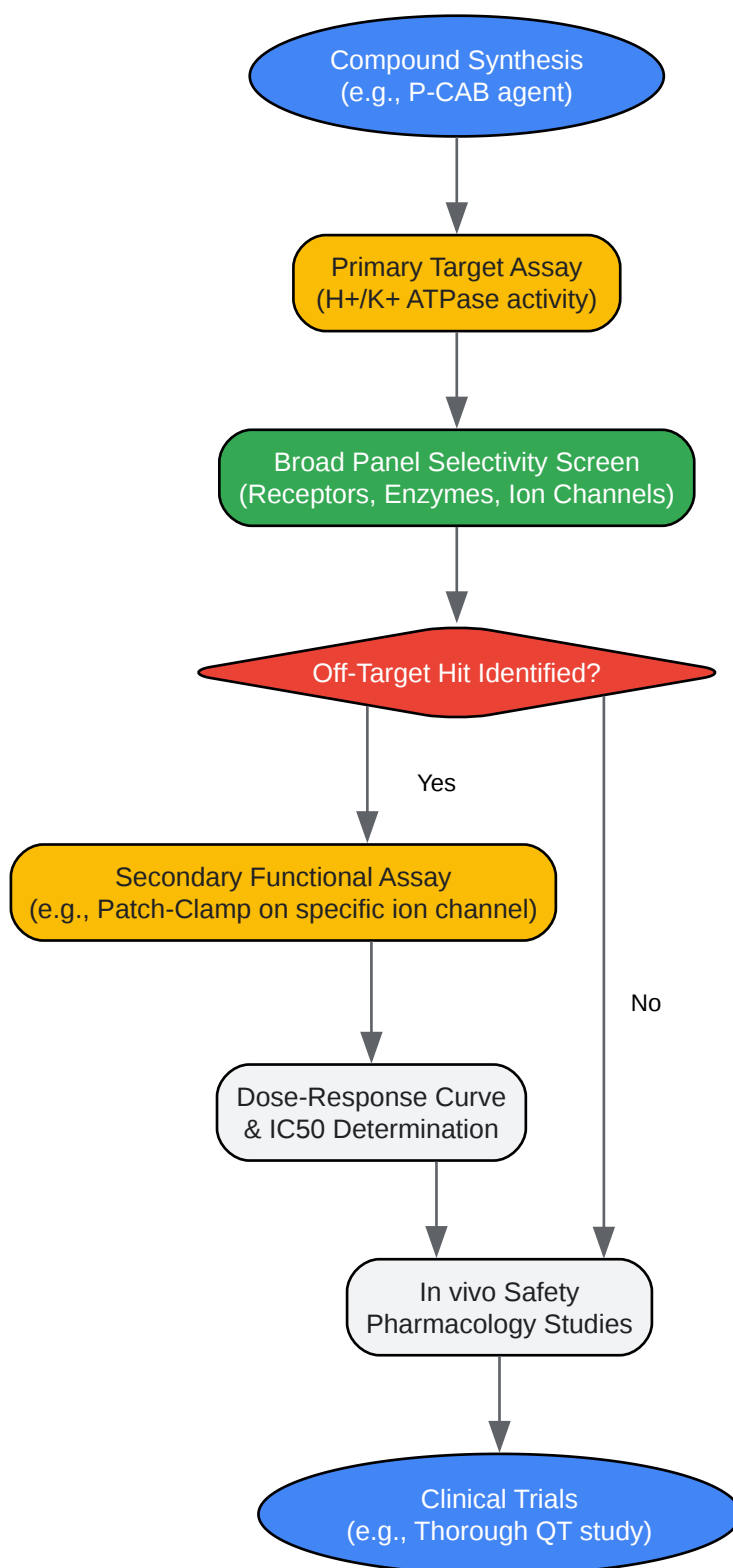 Compound Synthesis
(e.g., P-CAB agent)
Primary Target Assay
(H+/K+ ATPase activity)
Broad Panel Selectivity Screen
(Receptors, Enzymes, Ion Channels)
Off-Target Hit Identified?
Yes
Secondary Functional Assay
(e.g., Patch-Clamp on specific ion channel)
No
Dose-Response Curve
& IC50 Determination
In vivo Safety
Pharmacology Studies
Clinical Trials
(e.g., Thorough QT study)